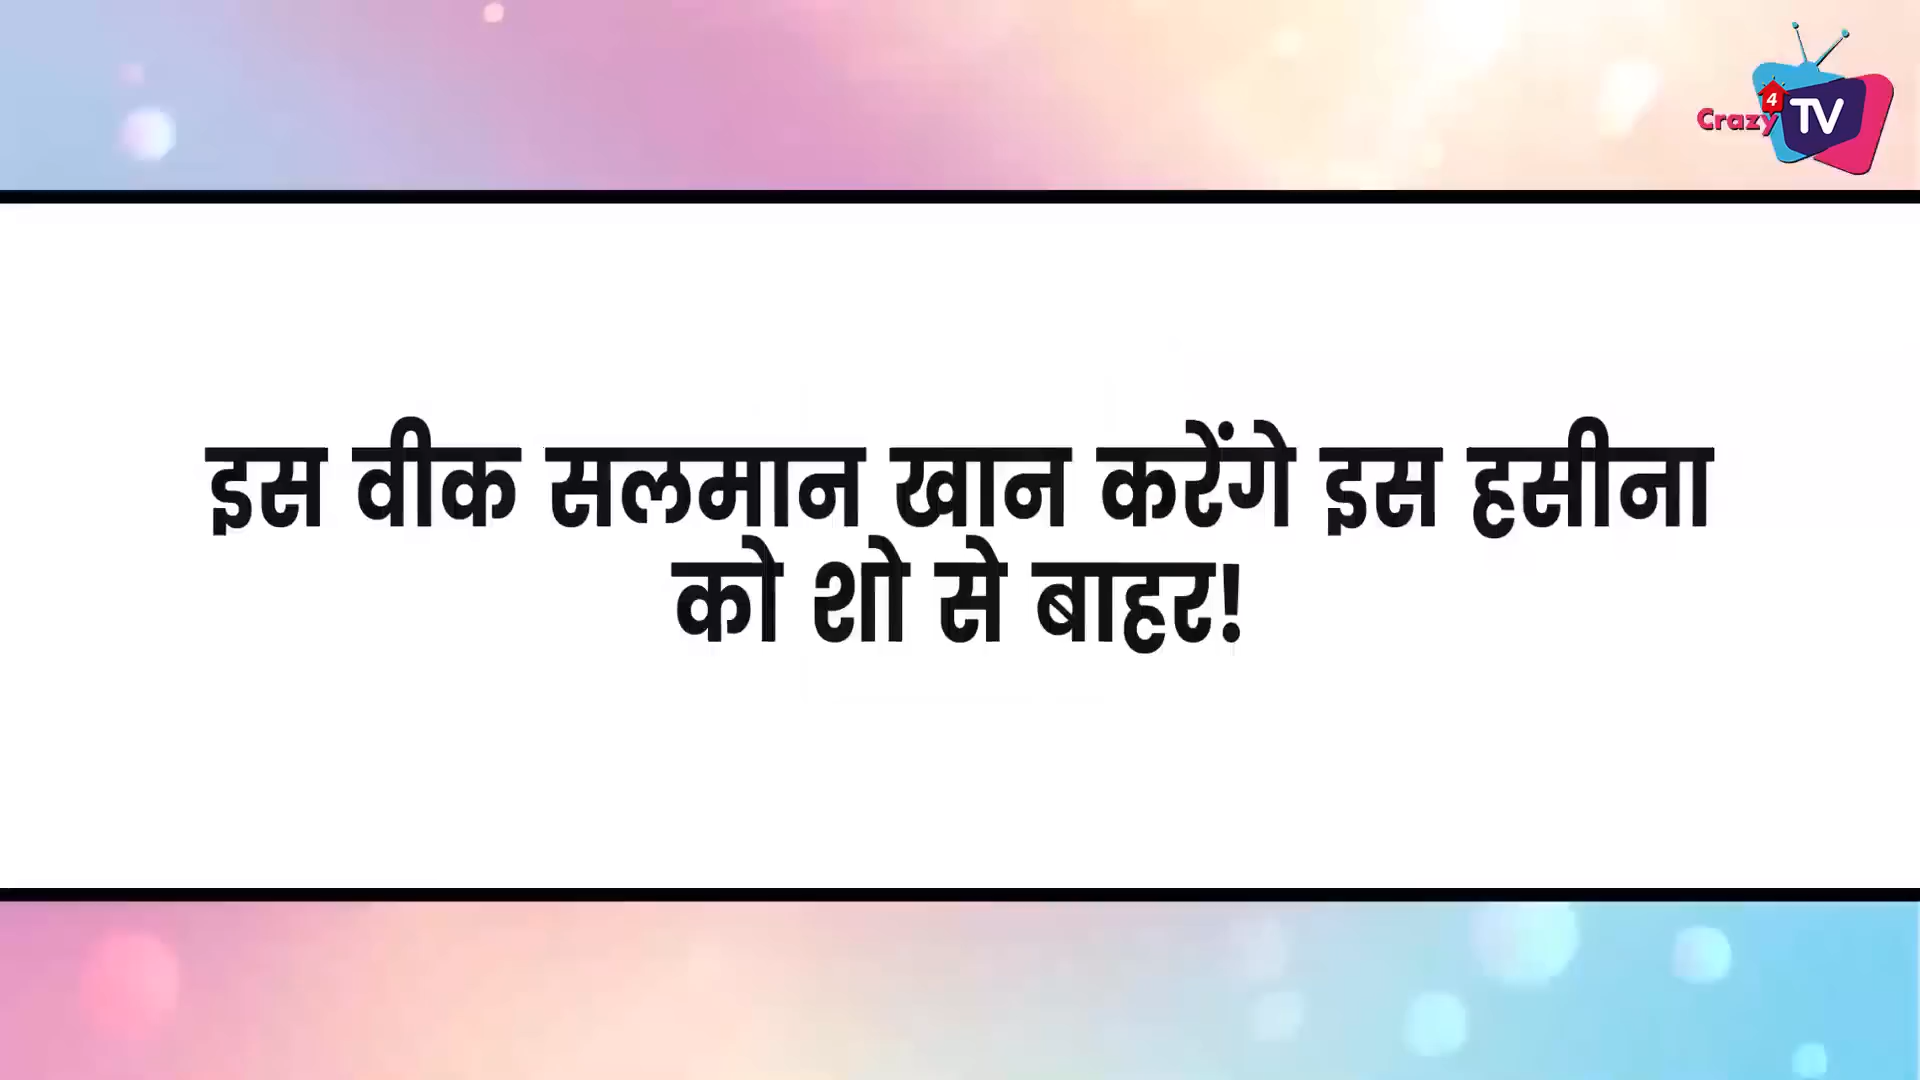 Crazy 4 TV
इस वीक सलमान खान करेंगे इस हसीना
को शो से बाहर!